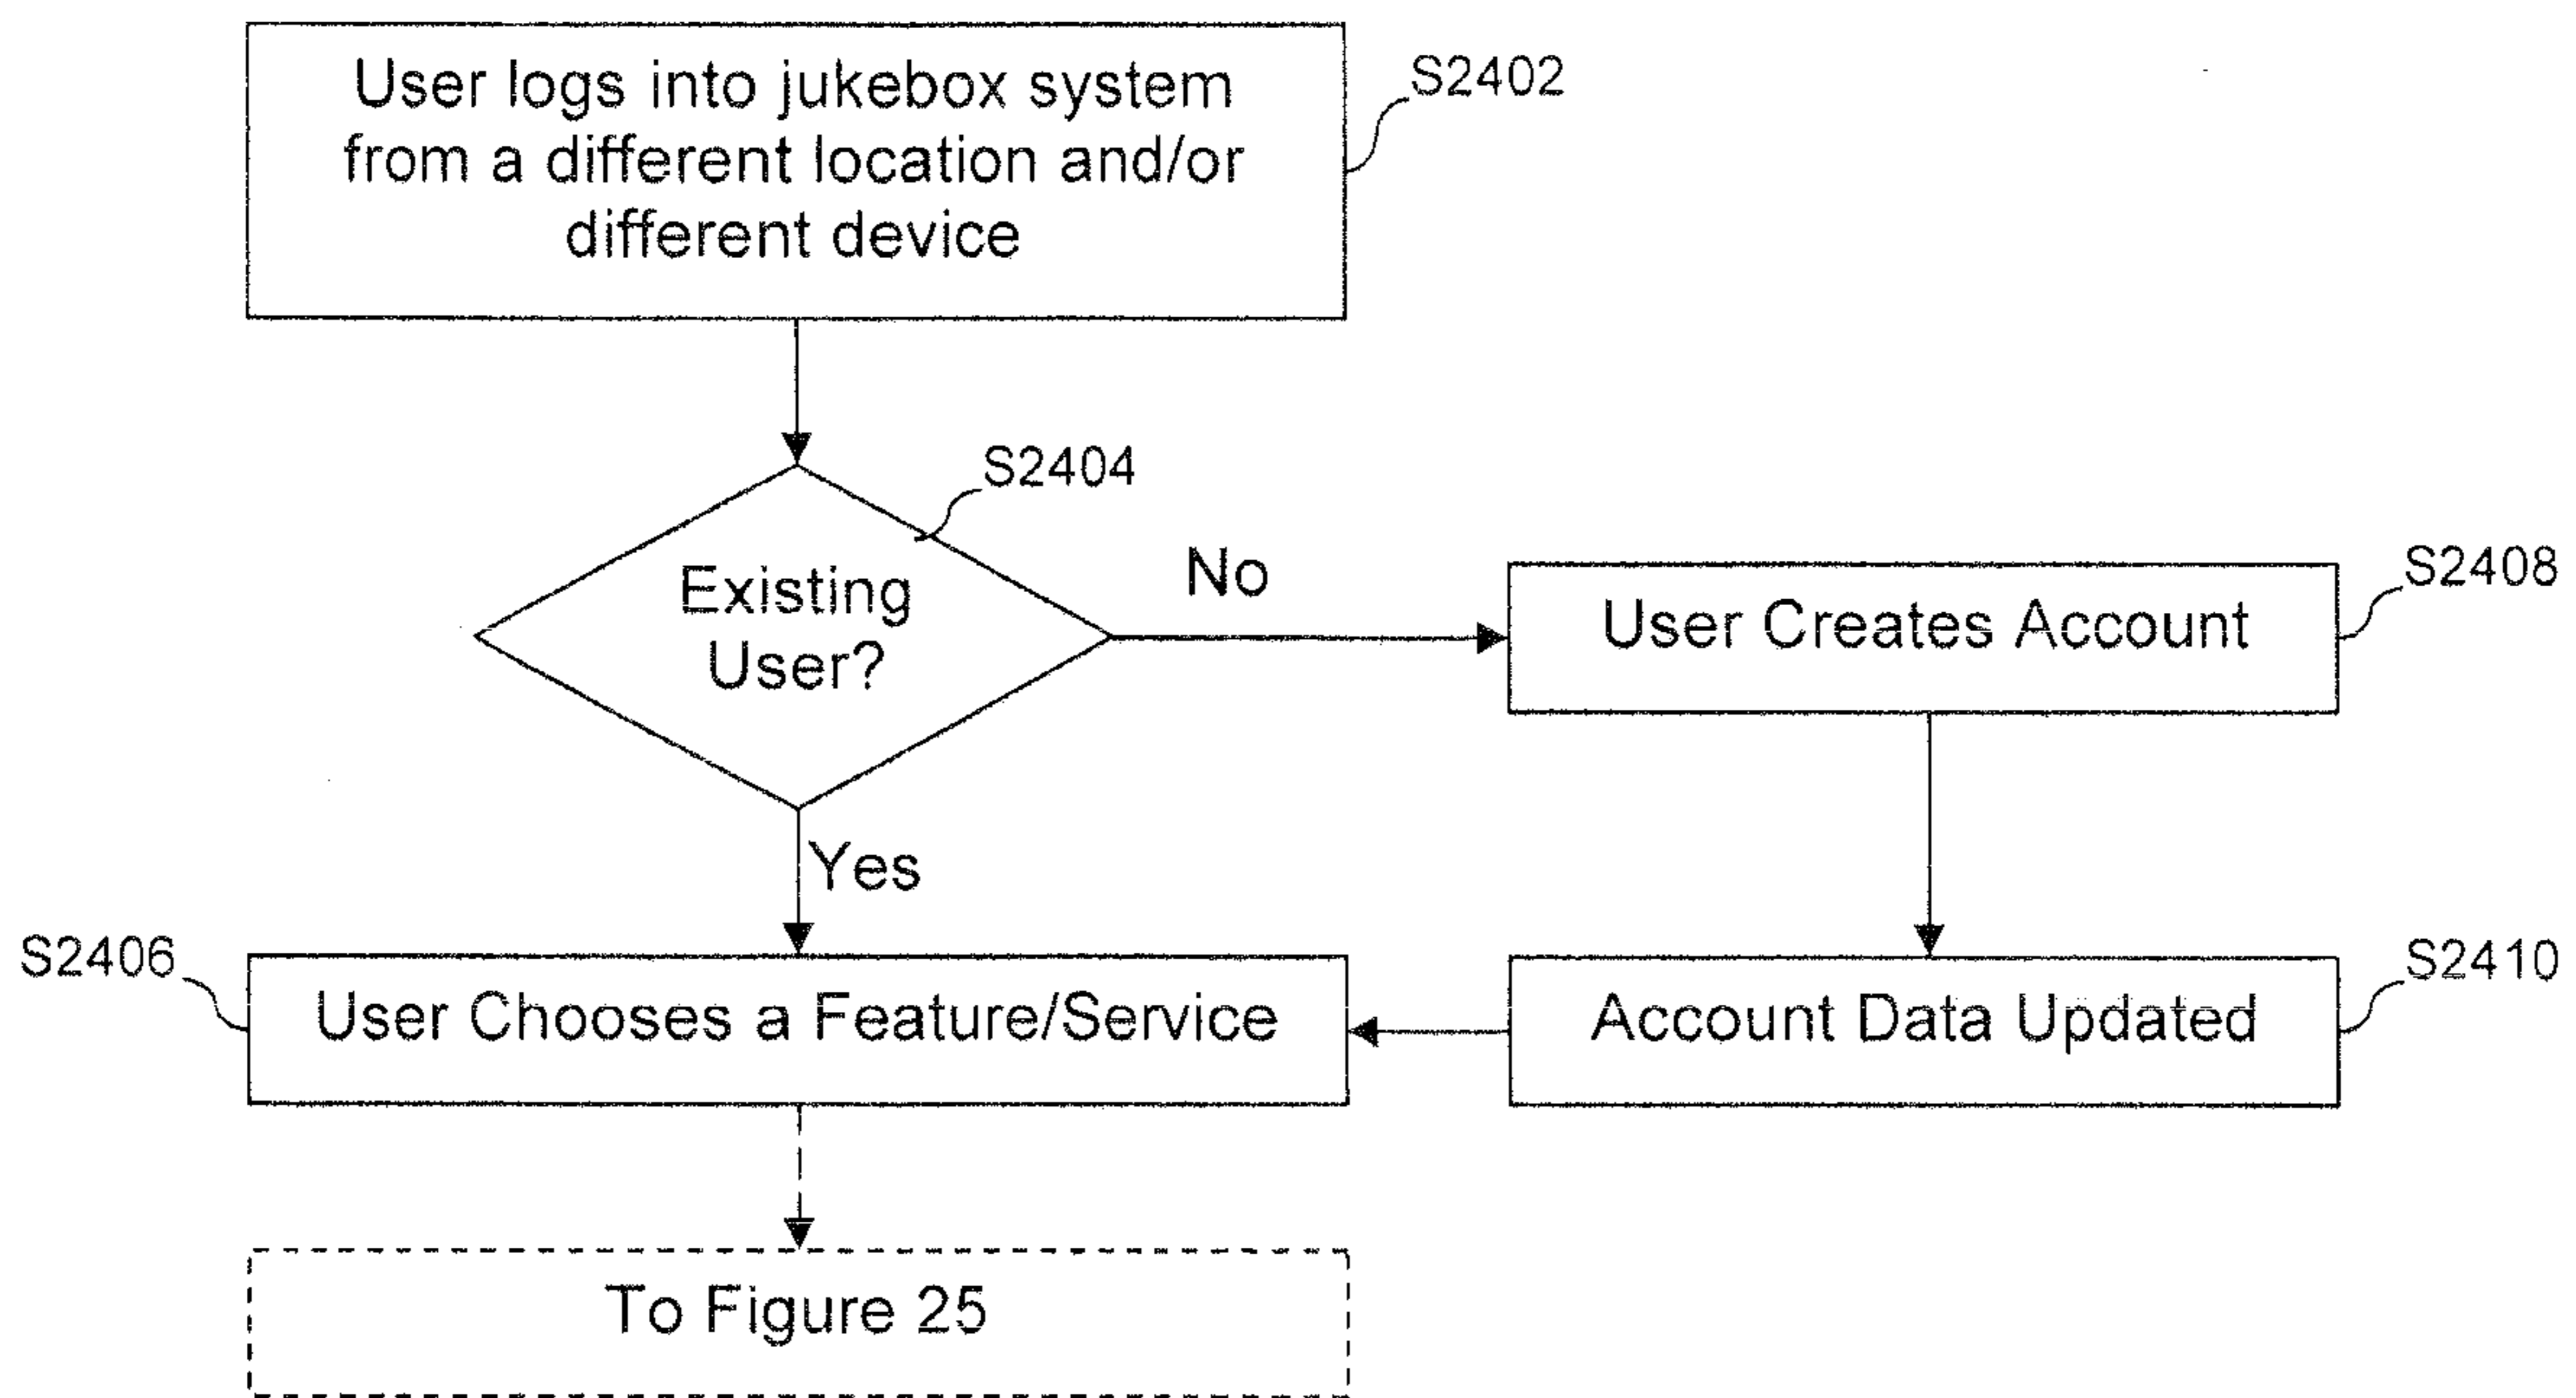 User logs into jukebox system
from a different location and/or
different device
S2402
S2404
Existing
User?
No
User Creates Account
S2408
Yes
S2406
User Chooses a Feature/Service
Account Data Updated
S2410
To Figure 25